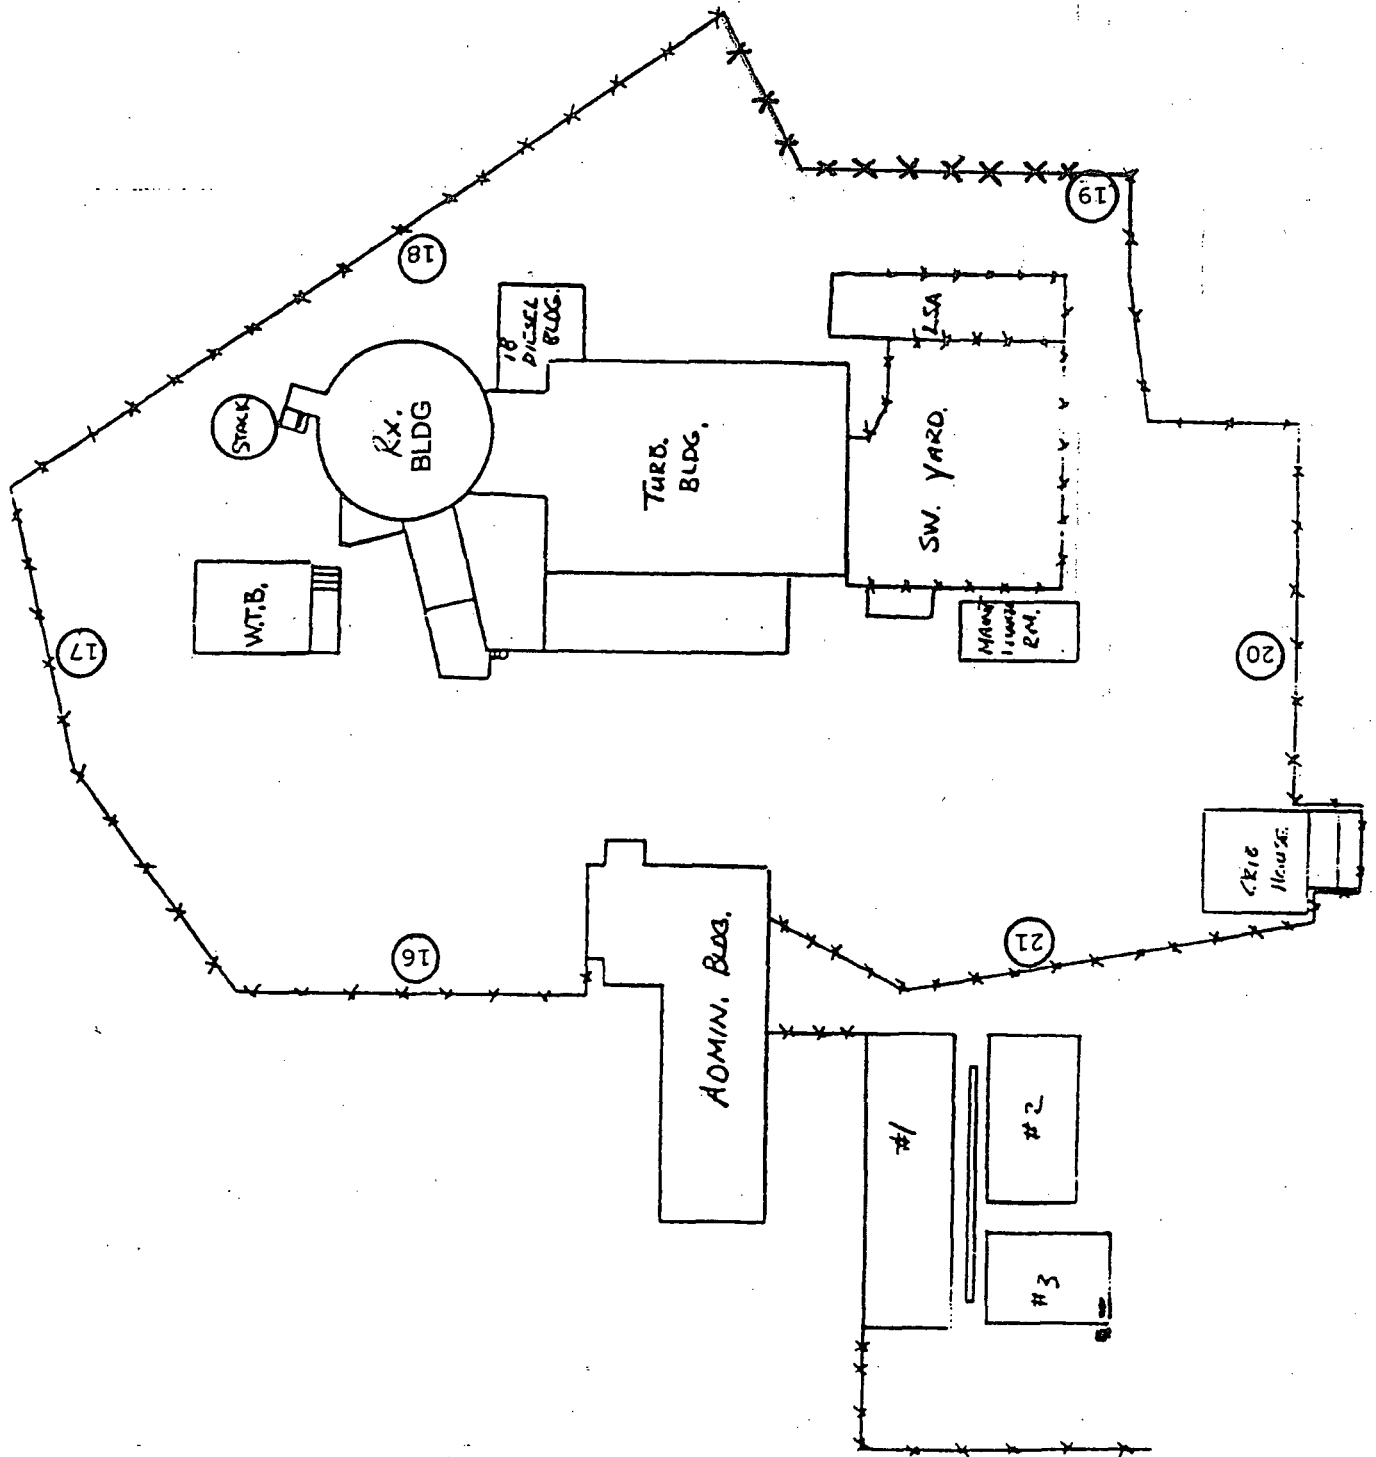 18
19
1B
DIESEL
BLDG.
LSA
STACK
Rx.
BLDG
TURB.
BLDG.
SW. YARD.
W.T.B.
17
RM.
20
HOUSE
16
ADMIN. BLDG.
21
#1
#2
#3